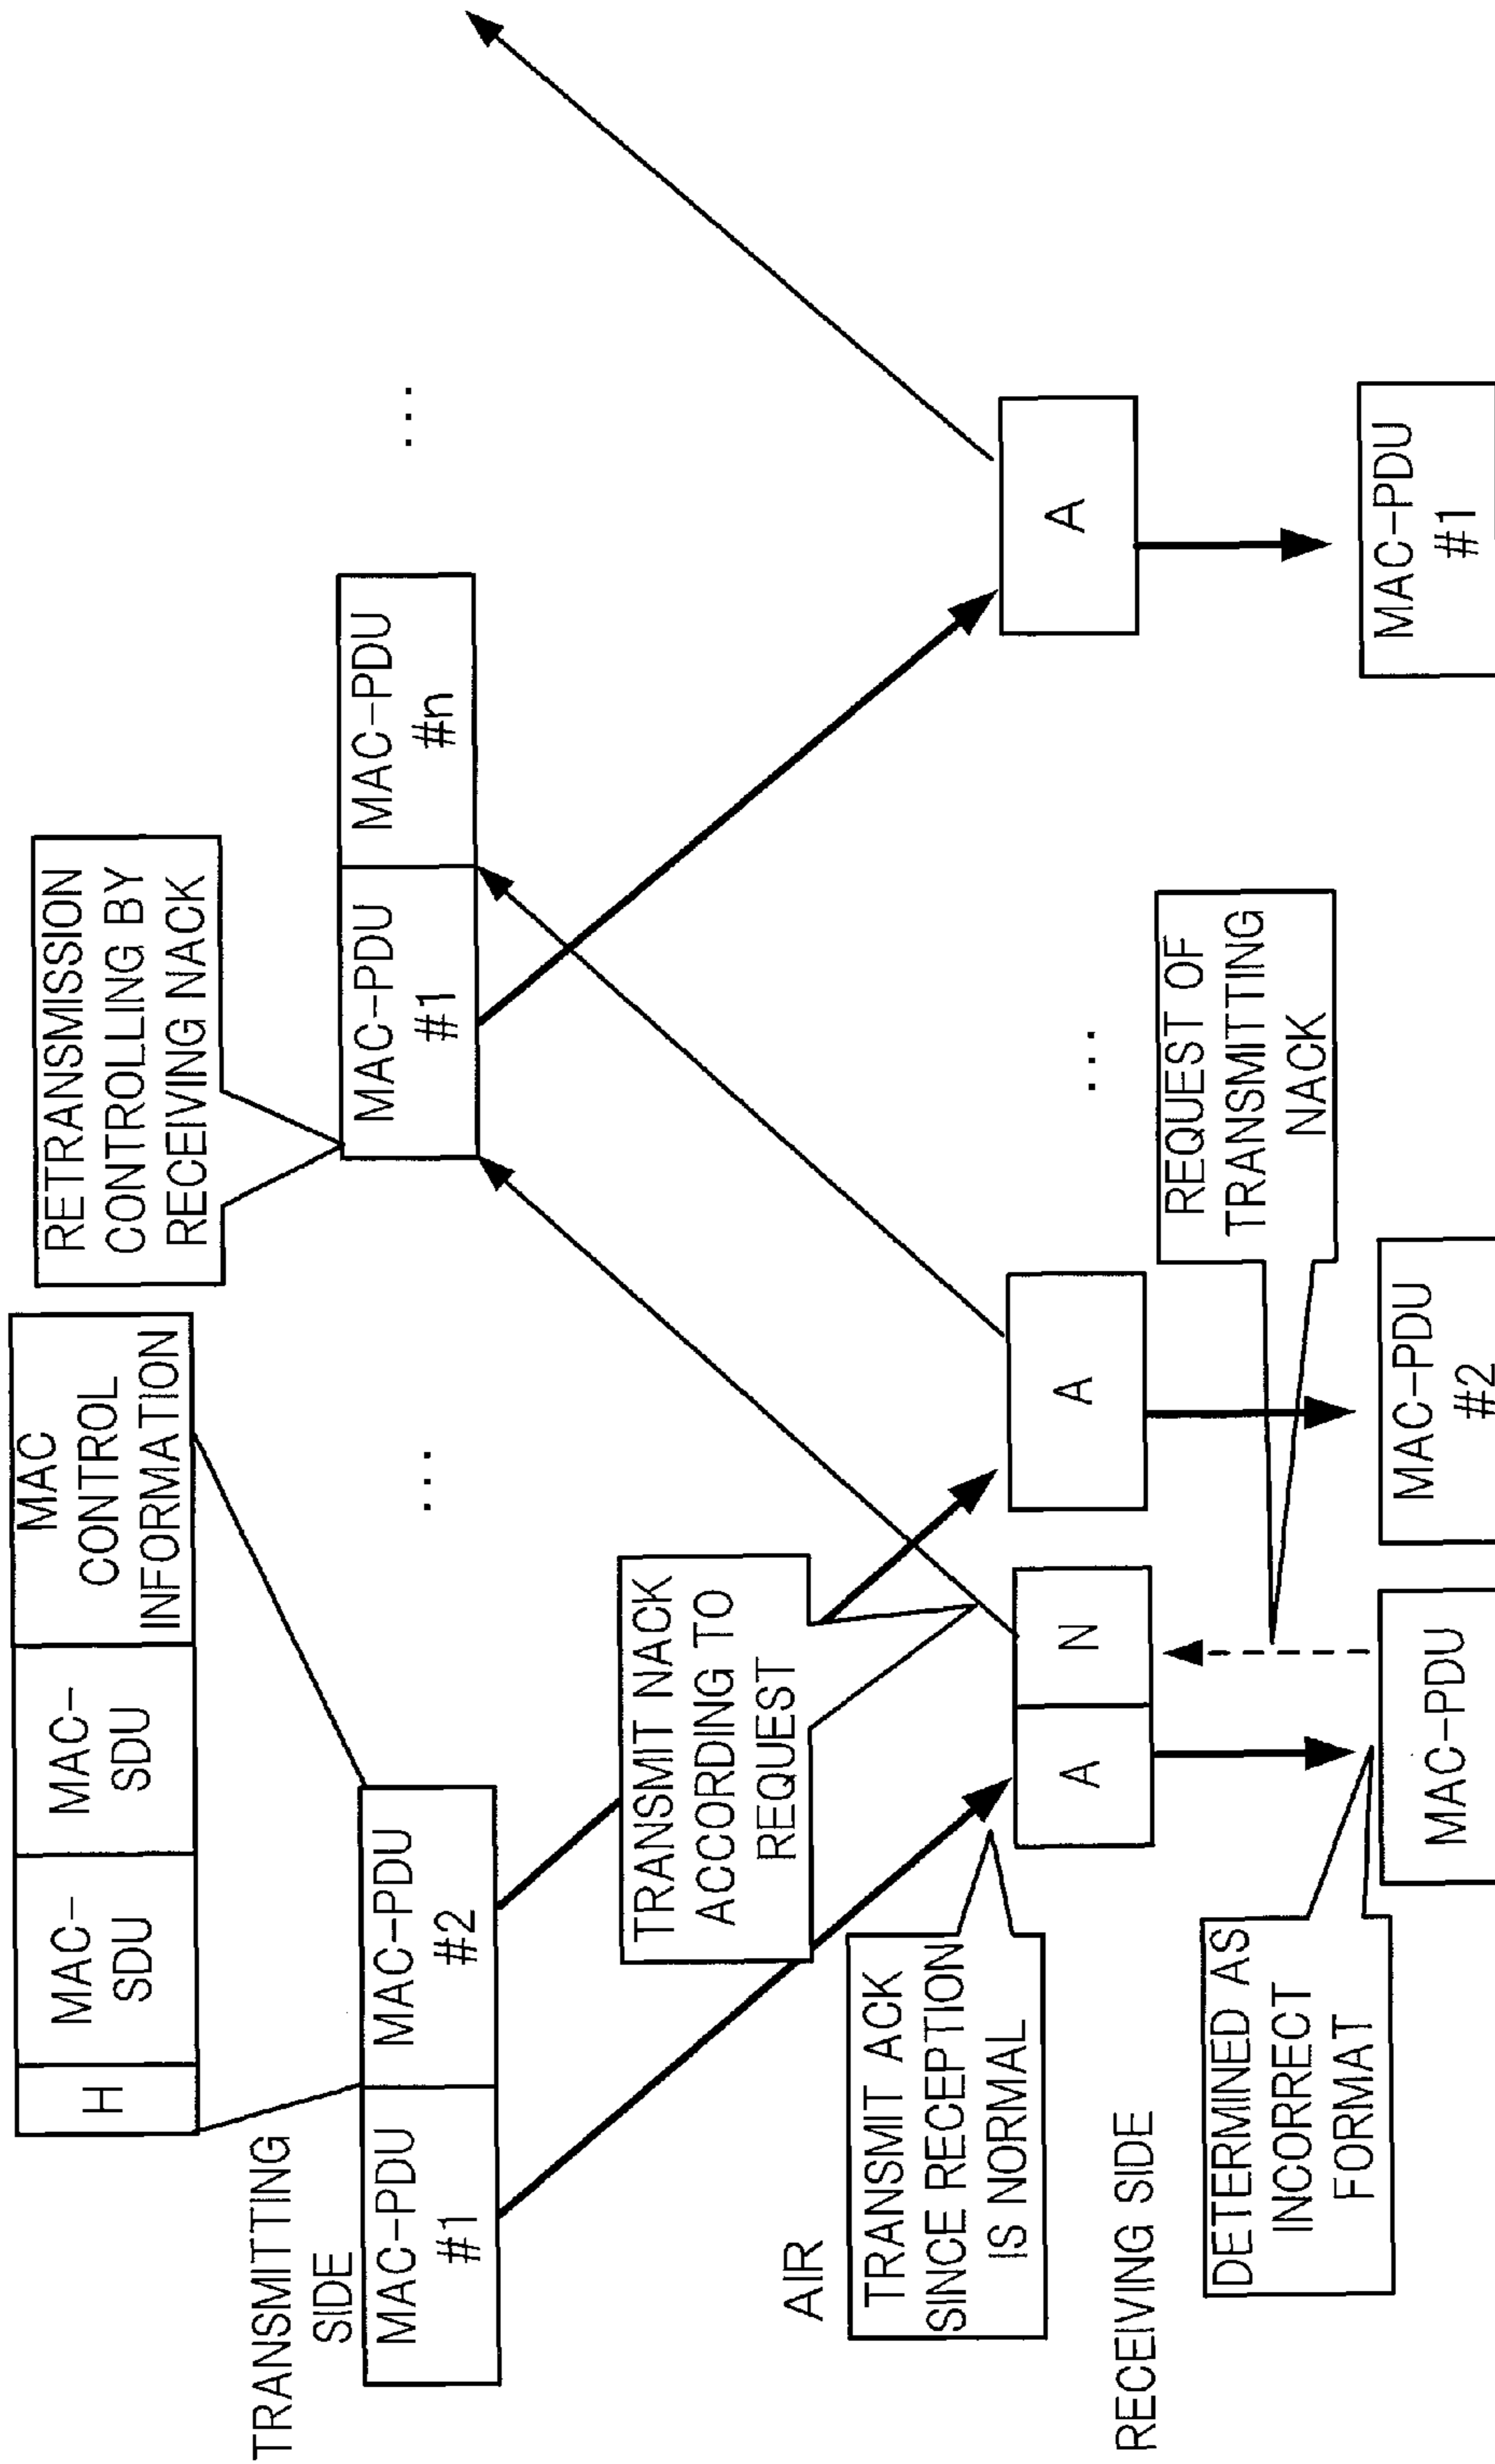 H
MAC-
SDU
MAC-
SDU
MAC
CONTROL
INFORMATION
RETRANSMISSION
CONTROLLING BY
RECEIVING NACK
TRANSMITTING
SIDE
MAC-PDU
#1
MAC-PDU
#2
...
MAC-PDU
#1
MAC-PDU
#n
...
TRANSMIT NACK
ACCORDING TO
REQUEST
AIR
TRANSMIT ACK
SINCE RECEPTION
IS NORMAL
A
N
A
...
A
REQUEST OF
TRANSMITTING
NACK
RECEIVING SIDE
DETERMINED AS
INCORRECT
FORMAT
MAC-PDU
MAC-PDU
#2
MAC-PDU
#1